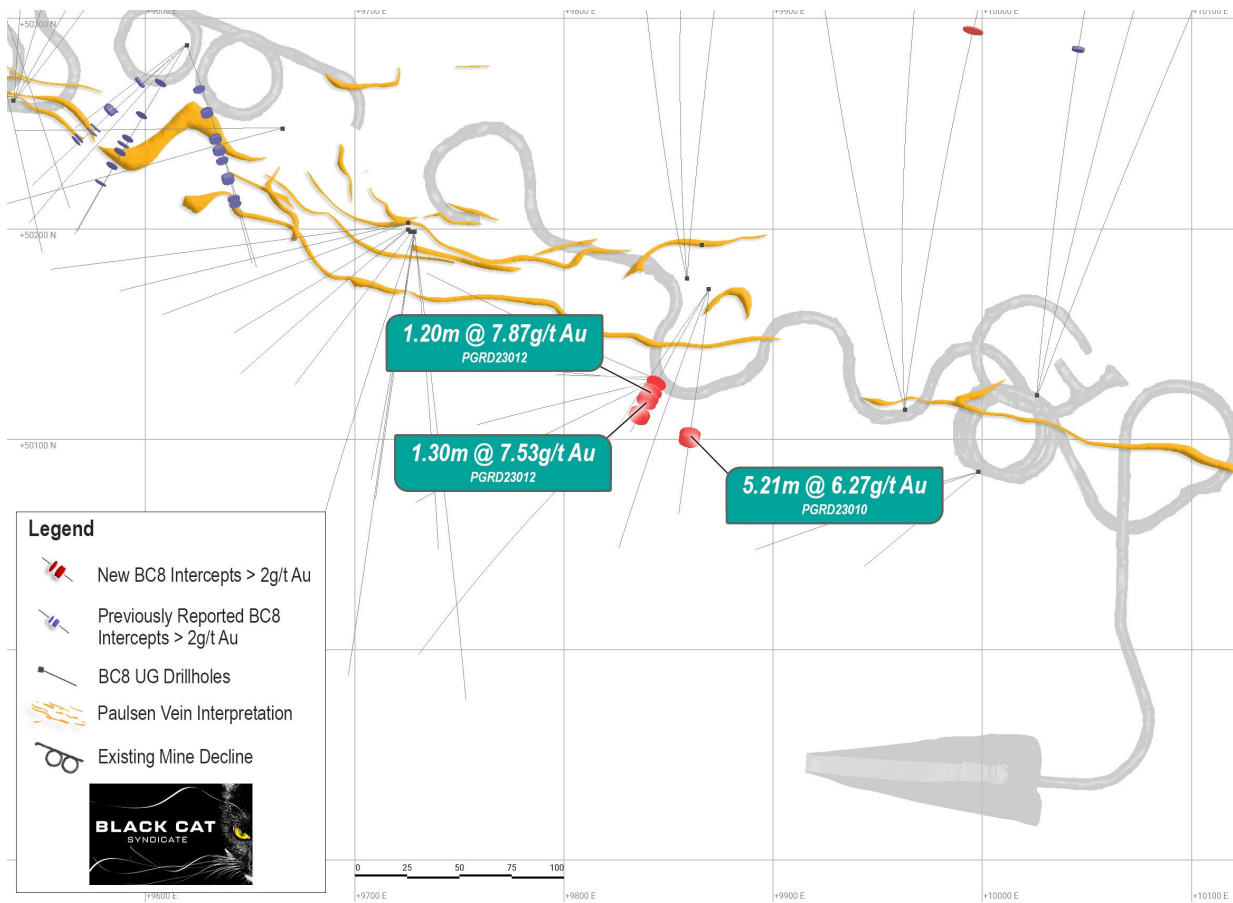 +9600 E
+9700 E
+9800 E
+9900 E
+10000 E
+10100 E
+50300 N
+50200 N
1.20m @ 7.87g/t Au
PGRD23012
+50100 N
1.30m @ 7.53g/t Au
PGRD23012
5.21m @ 6.27g/t Au
PGRD23010
Legend
New BC8 Intercepts > 2g/t Au
Previously Reported BC8
Intercepts > 2g/t Au
BC8 UG Drillholes
Paulsen Vein Interpretation
Existing Mine Decline
BLACK CAT
SYNDICATE
0 25 50 75 100
+9600 E
+9700 E
+9800 E
+9900 E
+10000 E
+10100 E